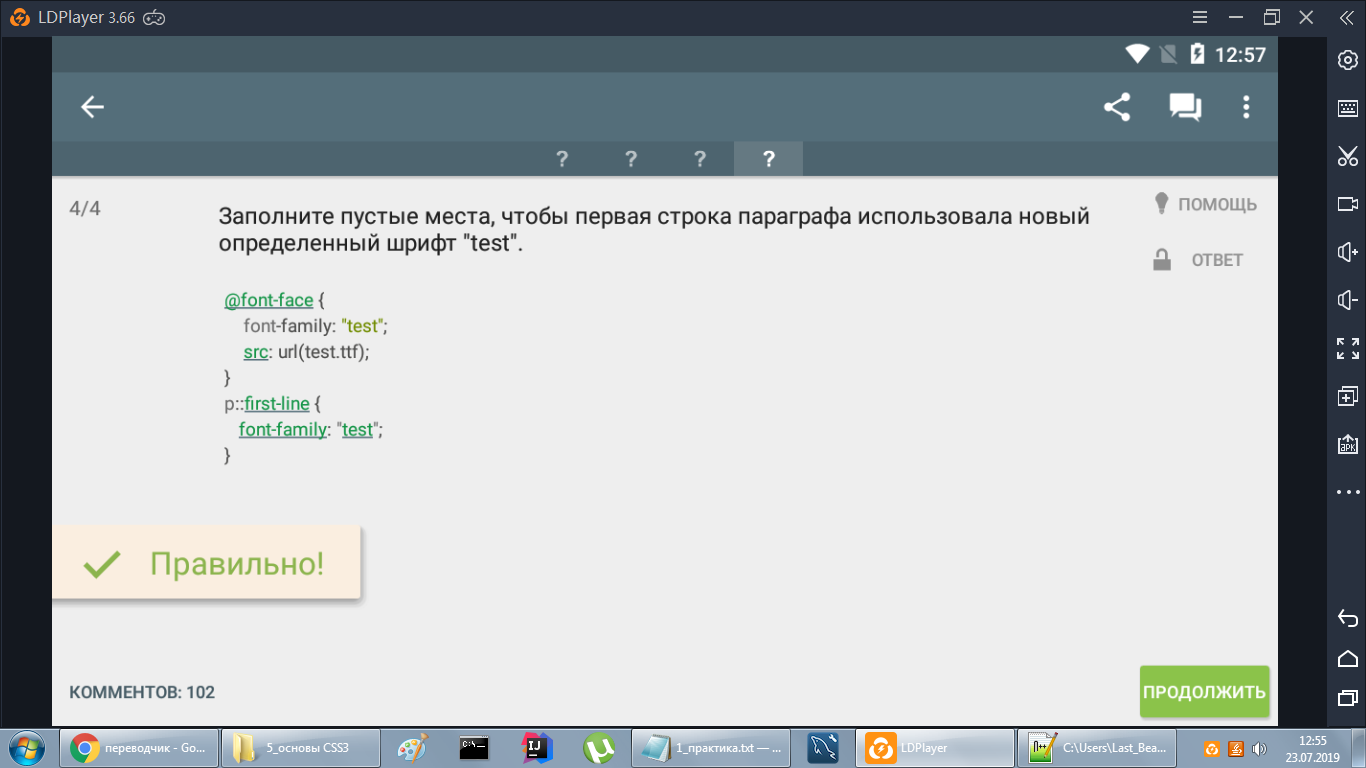 LDPlayer 3.66
12:57
? ? ? ?
4/4
Заполните пустые места, чтобы первая строка параграфа использовала новый
определенный шрифт "test".
ПОМОЩЬ
ОТВЕТ
@font-face {
font-family: "test";
src: url(test.ttf);
}
p::first-line {
font-family: "test";
}
Правильно!
КОММЕНТОВ: 102
ПРОДОЛЖИТЬ
переводчик - Go...
5_основы CSS3
1_практика.txt — ...
LDPlayer
C:\Users\Last_Bea...
12:55
23.07.2019